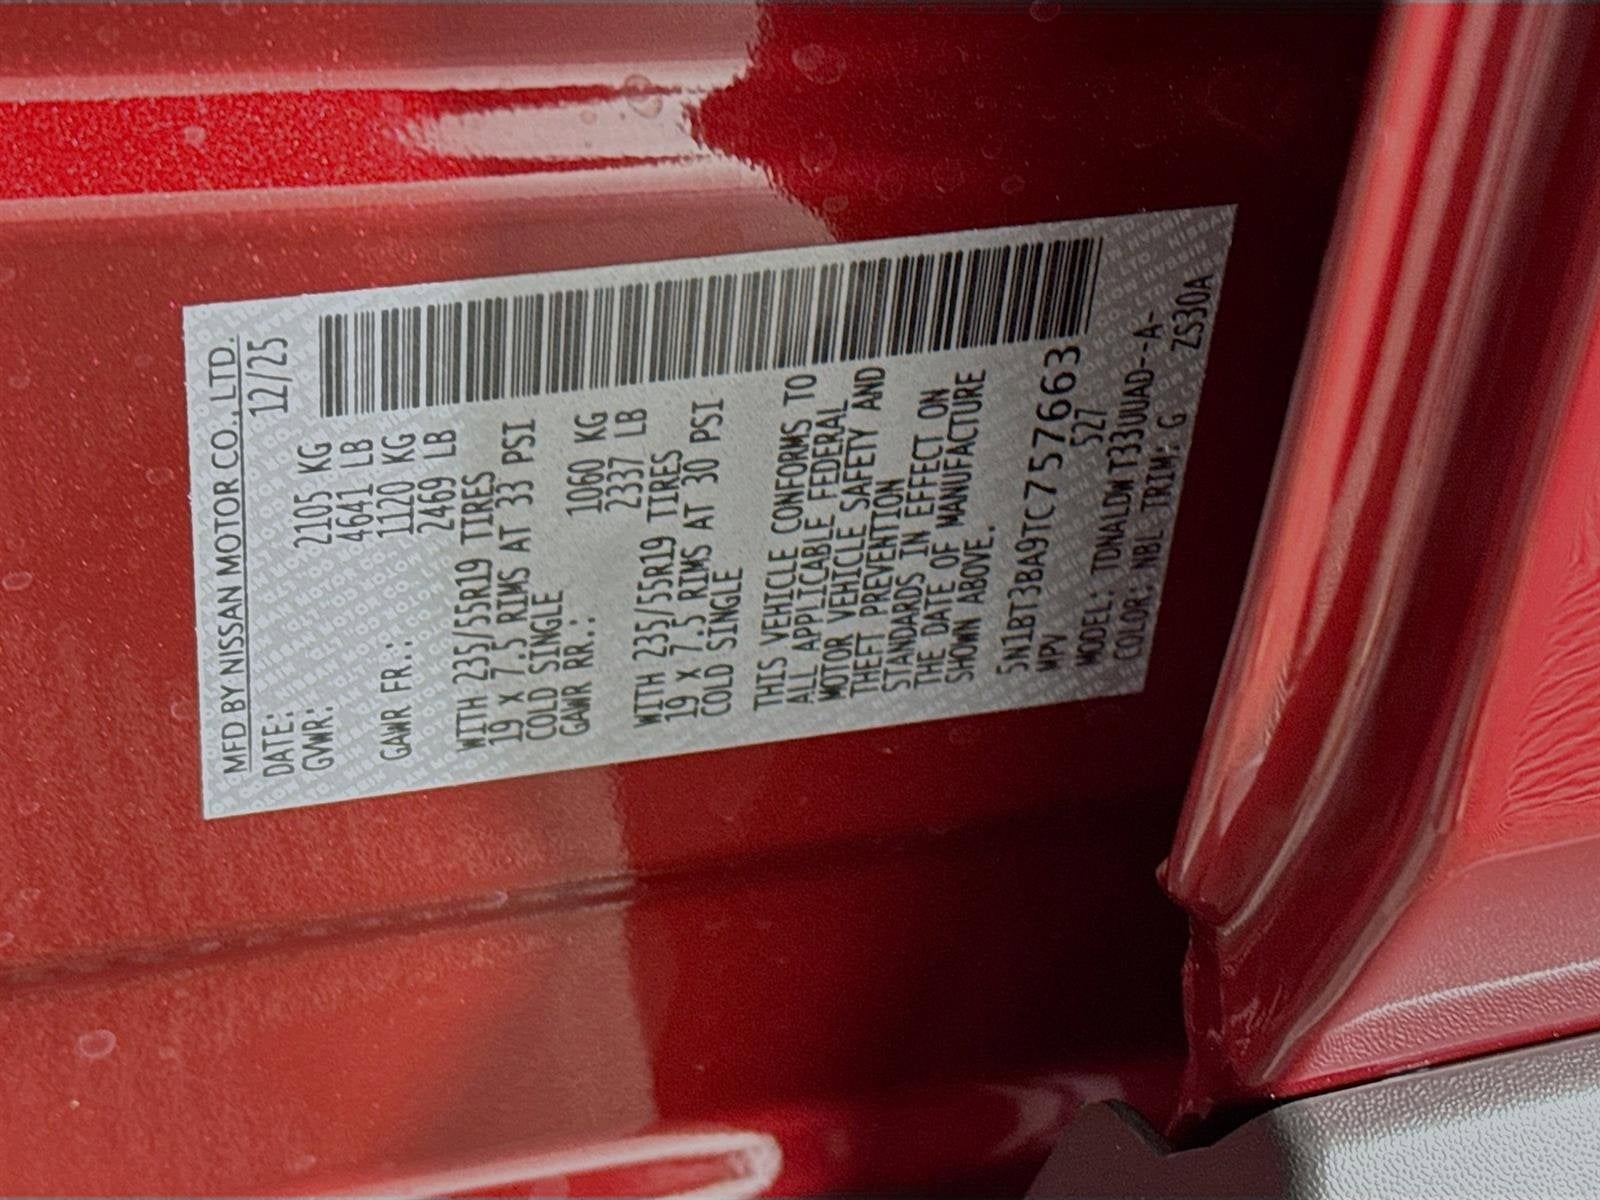 MFD BY NISSAN MOTOR CO., LTD.
DATE: 12/25
GVWR: 2105 KG
4641 LB
GAWR FR.: 1120 KG
2469 LB
WITH 235/55R19 TIRES
19 X 7.5 RIMS AT 33 PSI
COLD SINGLE
GAWR RR.: 1060 KG
2337 LB
WITH 235/55R19 TIRES
19 X 7.5 RIMS AT 30 PSI
COLD SINGLE
THIS VEHICLE CONFORMS TO
ALL APPLICABLE FEDERAL
MOTOR VEHICLE SAFETY AND
THEFT PREVENTION
STANDARDS IN EFFECT ON
THE DATE OF MANUFACTURE
SHOWN ABOVE.
5N1BT3BA9TC757663
MPV 527
MODEL: TDNALDW T33UUAD--A-
COLOR: NBL TRIM: G ZS30A